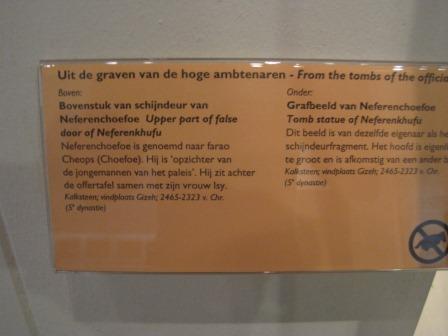 Uit de graven van de hoge ambtenaren - From the tombs of the
Boven:
Bovenstuk van schijndeur van
Neferenchoefoe Upper part of false
door of Neferenkhufu
Neferenchoefoe is genoemd naar farao
Cheops (Choefoe). Hij is 'opzichter van
de jongemannen van het paleis'. Hij zit achter
de offertafel samen met zijn vrouw Isy.
Kalksteen; vindplaats Gizeh; 2465-2323 v. Chr.
(5e dynastie)
Onder:
Grafbeeld van Neferenchoefoe
Tomb statue of Neferenkhufu
Dit beeld is van dezelfde eigenaar als
schijndeurfragment. Het hoofd is
te groot en is afkomstig van een ander
Kalksteen; vindplaats Gizeh; 2465-2323 v. Chr.
(5e dynastie)